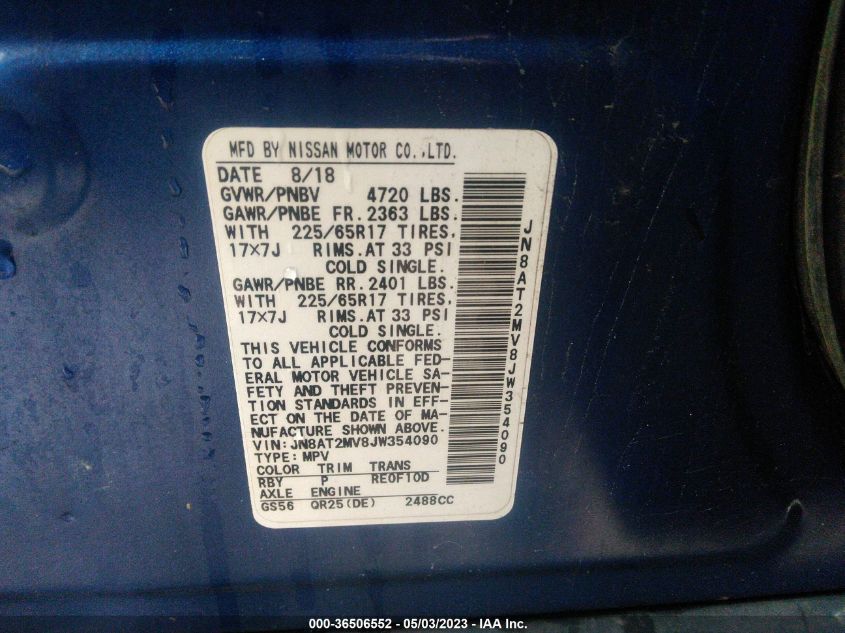 MFD BY NISSAN MOTOR CO.,LTD.
DATE 8/18
GVWR/PNBV 4720 LBS.
GAWR/PNBE FR. 2363 LBS.
WITH 225/65R17 TIRES.
17X7J RIMS.AT 33 PSI
COLD SINGLE.
GAWR/PNBE RR. 2401 LBS.
WITH 225/65R17 TIRES.
17X7J RIMS.AT 33 PSI
COLD SINGLE.
THIS VEHICLE CONFORMS
TO ALL APPLICABLE FED-
ERAL MOTOR VEHICLE SA-
FETY AND THEFT PREVEN-
TION STANDARDS IN EFF-
ECT ON THE DATE OF MA-
NUFACTURE SHOWN ABOVE.
VIN:JN8AT2MV8JW354090
TYPE:MPV
COLOR TRIM TRANS
RBY P RE0F10D
AXLE ENGINE
GS56 QR25(DE) 2488CC
JN8AT2MV8JW354090
000-36506552 — 05/03/2023 — © IAA Inc.